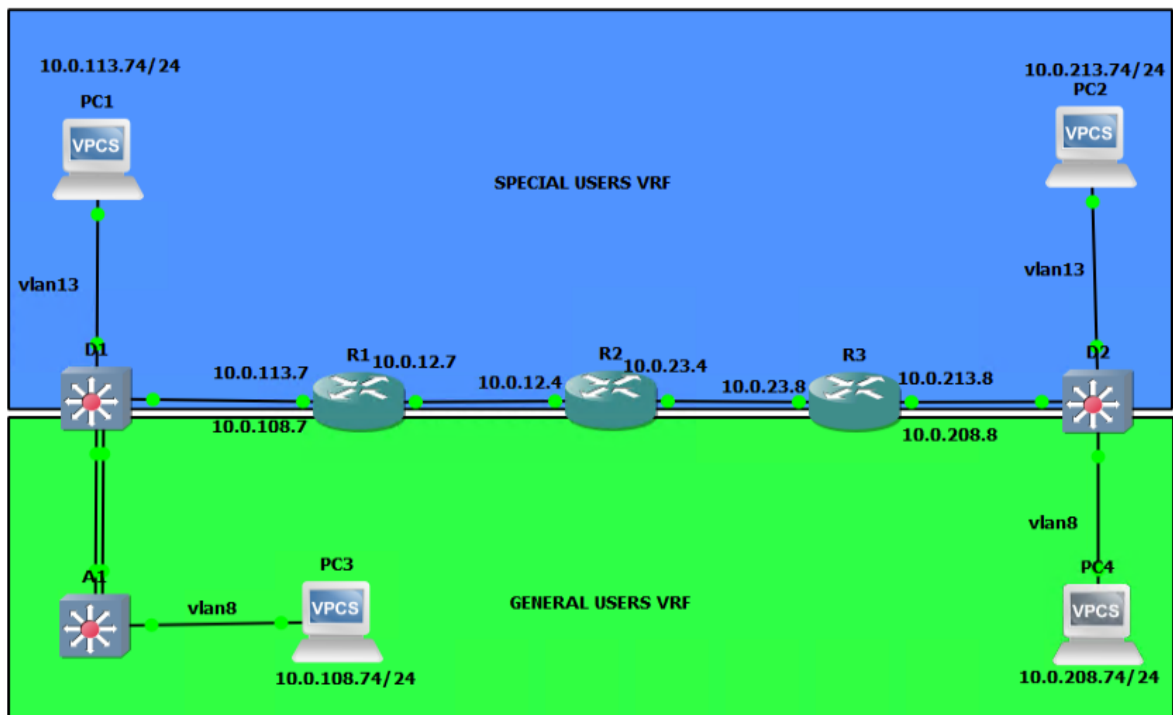 10.0.113.74/24
PC1
VPCS
10.0.213.74/24
PC2
VPCS
SPECIAL USERS VRF
vlan13
vlan13
D1
10.0.113.7
R1
10.0.12.7
10.0.12.4
R2
10.0.23.4
10.0.23.8
R3
10.0.213.8
D2
10.0.108.7
10.0.208.8
vlan8
A1
vlan8
PC3
VPCS
10.0.108.74/24
GENERAL USERS VRF
PC4
VPCS
10.0.208.74/24